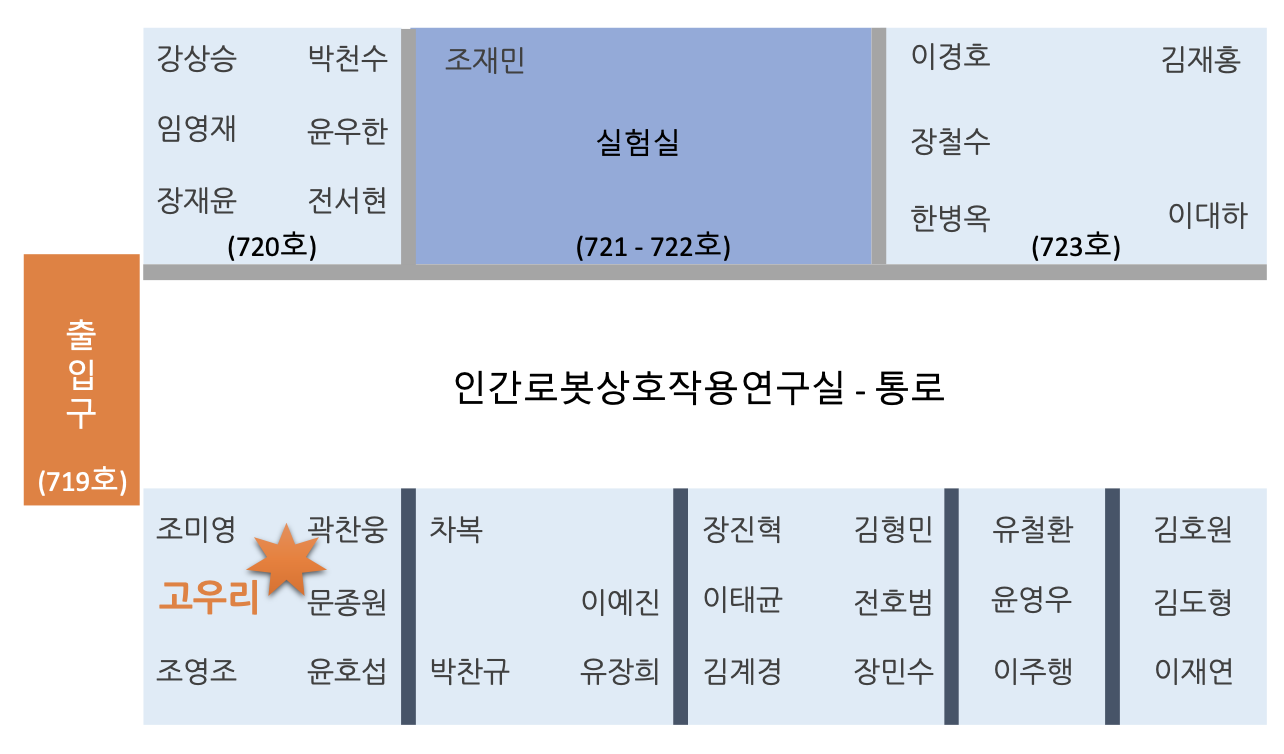 강상승 박천수
임영재 윤우한
장재윤 전서현
(720호)
조재민
실험실
(721 - 722호)
이경호 김재홍
장철수
한병옥 이대하
(723호)
출
입
구
(719호)
인간로봇상호작용연구실 - 통로
조미영 곽찬웅
고우리 문종원
조영조 윤호섭
차복
이예진
박찬규 유장희
장진혁 김형민
이태균 전호범
김계경 장민수
유철환
윤영우
이주행
김호원
김도형
이재연